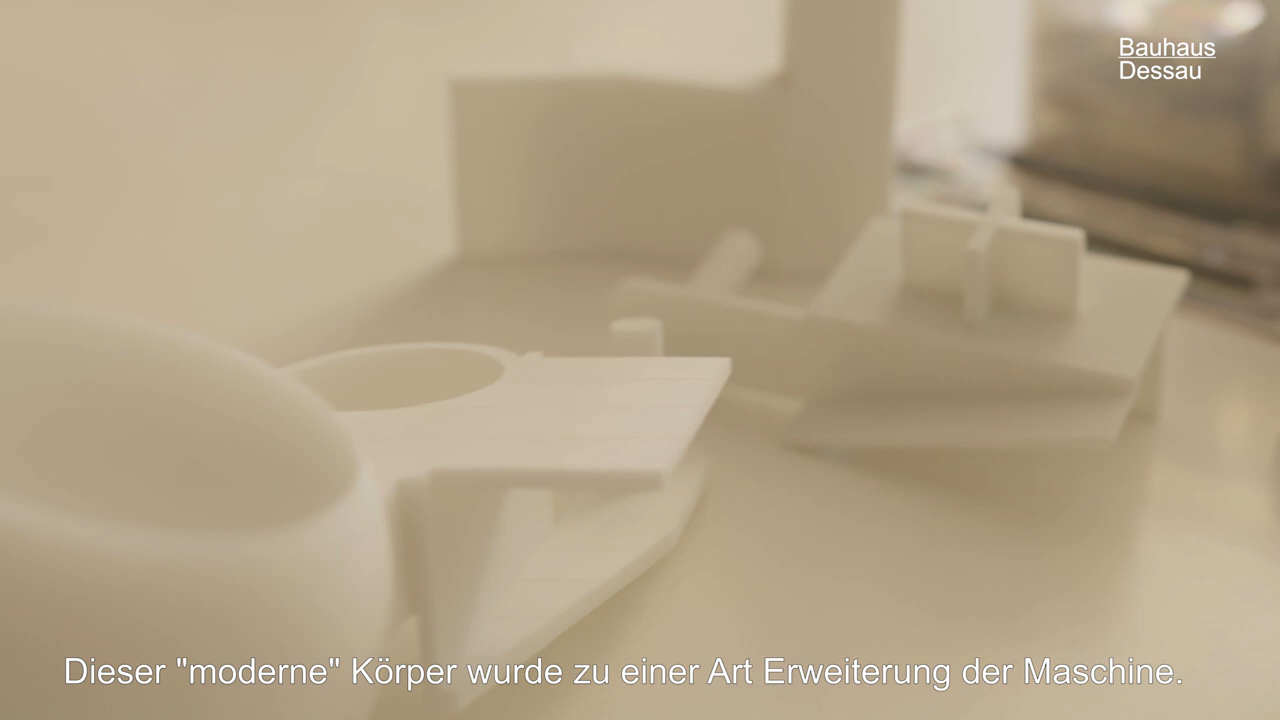 Bauhaus
Dessau
Dieser "moderne" Körper wurde zu einer Art Erweiterung der Maschine.